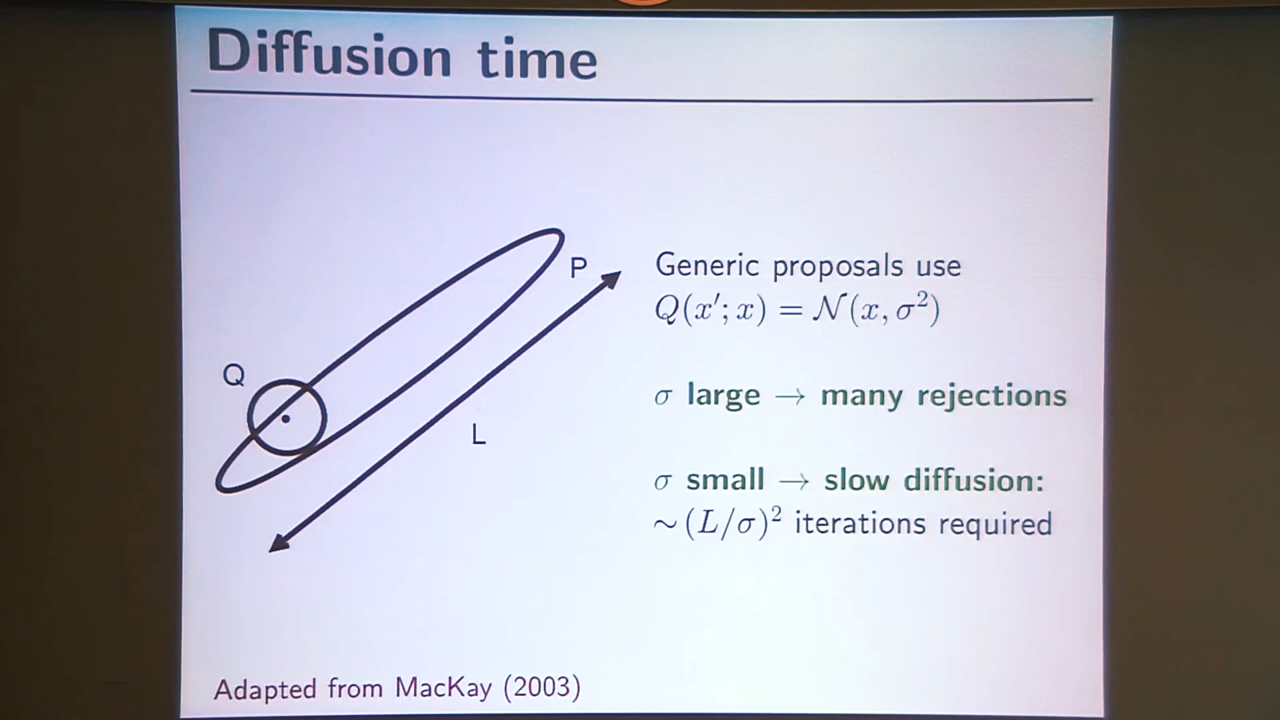 Diffusion time
P
Q
L
Generic proposals use
Q(x′; x) = 𝒩(x, σ²)
σ large → many rejections
σ small → slow diffusion:
∼ (L/σ)² iterations required
Adapted from MacKay (2003)